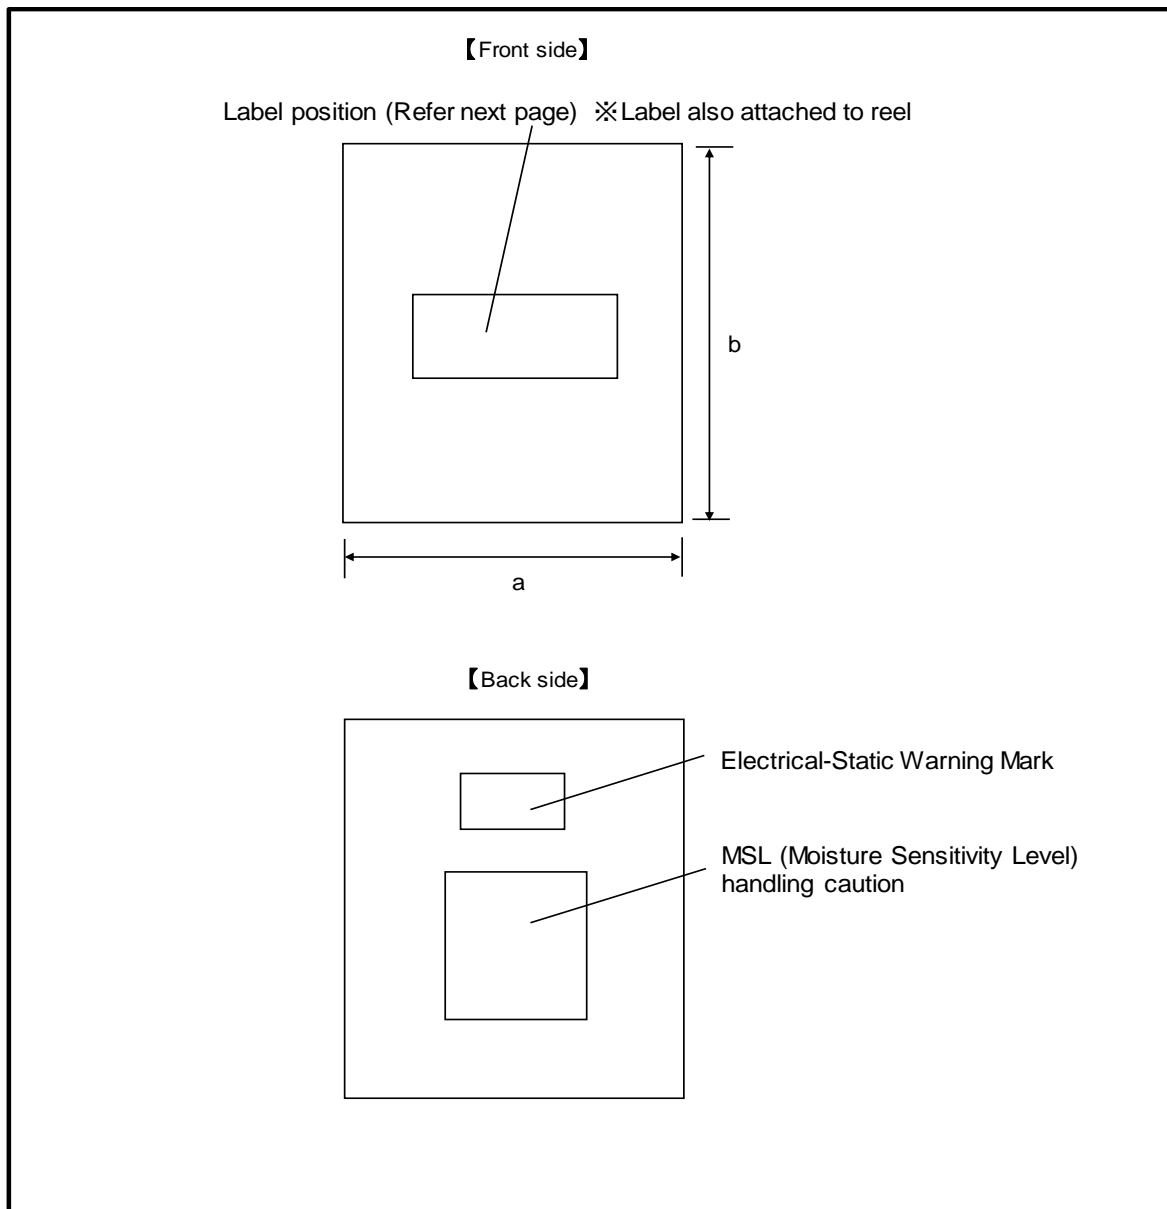 【Front side】
Label position (Refer next page) ※Label also attached to reel
b
a
【Back side】
Electrical-Static Warning Mark
MSL (Moisture Sensitivity Level)
handling caution